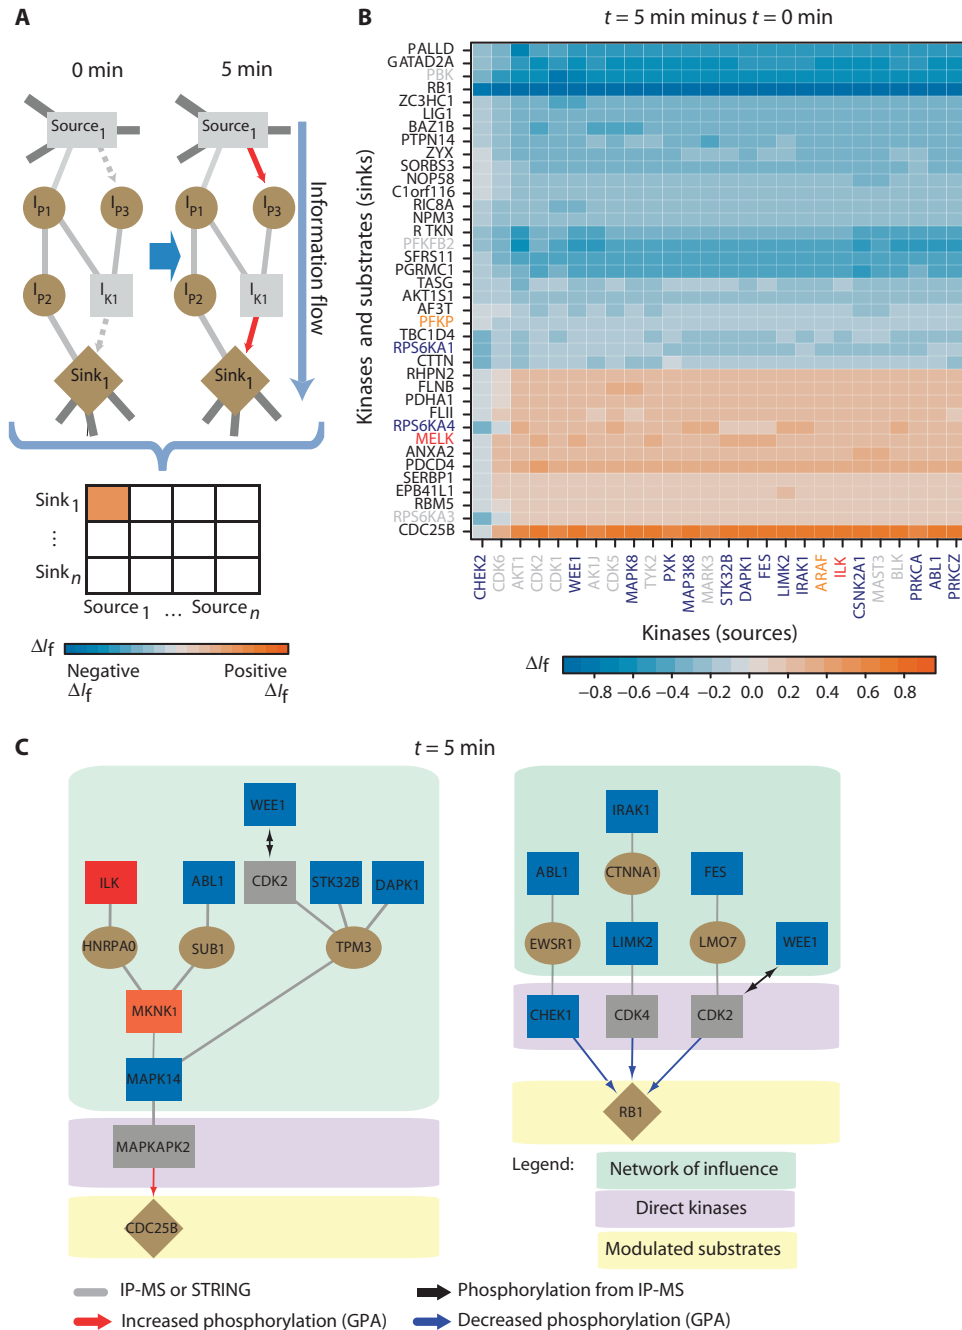 A
0 min
5 min
Source1
Source1
IP1
IP3
IP1
IP3
IP2
IK1
IP2
IK1
Sink1
Sink1
Information flow
Sink1
⋮
Sinkn
Source1 ... Sourcen
ΔIf
Negative ΔIf
Positive ΔIf
B
t = 5 min minus t = 0 min
Kinases and substrates (sinks)
PALLD
GATAD2A
PBK
RB1
ZC3HC1
LIG1
BAZ1B
PTPN14
ZYX
SORBS3
NOP58
C1orf116
RIC8A
NPM3
RTKN
PFKFB2
SFRS11
PGRMC1
TASG
AKT1S1
AF3T
PFKP
TBC1D4
RPS6KA1
CTTN
RHPN2
FLNB
PDHA1
FLII
RPS6KA4
MELK
ANXA2
PDCD4
SERBP1
EPB41L1
RBM5
RPS6KA3
CDC25B
CHEK2
CDK6
AKT1
CDK2
CDK1
WEE1
AK1J
CDK5
MAPK8
TYK2
PXK
MAP3K8
MARK3
STK32B
DAPK1
FES
LIMK2
IRAK1
ARAF
ILK
CSNK2A1
MAST3
BLK
PRKCA
ABL1
PRKCZ
Kinases (sources)
ΔIf
−0.8 −0.6 −0.4 −0.2 0.0 0.2 0.4 0.6 0.8
C
t = 5 min
WEE1
ILK
ABL1
CDK2
STK32B
DAPK1
HNRPA0
SUB1
TPM3
MKNK1
MAPK14
MAPKAPK2
CDC25B
IRAK1
ABL1
CTNNA1
FES
EWSR1
LIMK2
LMO7
WEE1
CHEK1
CDK4
CDK2
RB1
Legend:
Network of influence
Direct kinases
Modulated substrates
IP-MS or STRING
Phosphorylation from IP-MS
Increased phosphorylation (GPA)
Decreased phosphorylation (GPA)